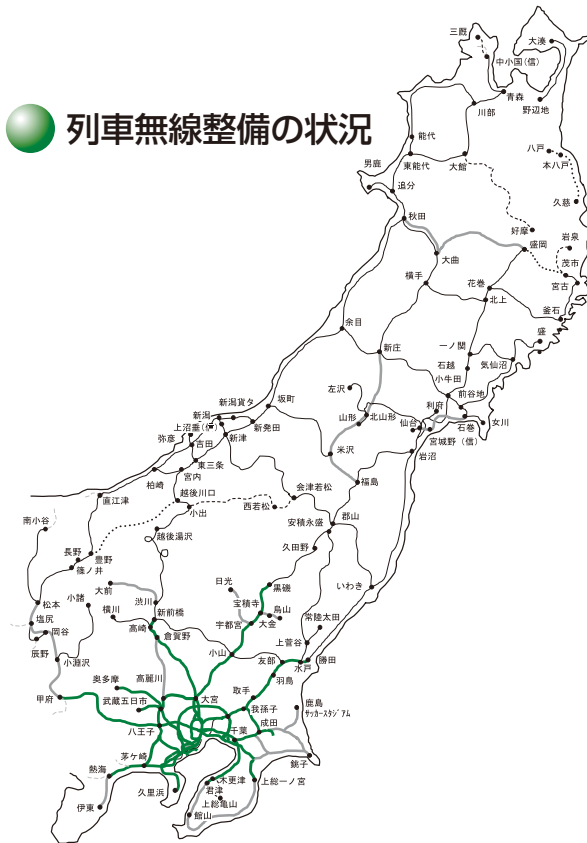 列車無線整備の状況
三厩
大湊
中小国(信)
青森
川部
野辺地
能代
東能代
大館
八戸
本八戸
男鹿
追分
久慈
秋田
好摩
岩泉
盛岡
大曲
茂市
宮古
横手
花巻
北上
釜石
余目
盛
新庄
一ノ関
石越
気仙沼
小牛田
左沢
前谷地
坂町
利府
新潟貨タ
山形
北山形
仙台
石巻
女川
新潟
上沼垂(信)
新発田
宮城野(信)
弥彦
吉田
新津
米沢
岩沼
東三条
柏崎
宮内
福島
直江津
越後川口
会津若松
小出
西若松
安積永盛
郡山
南小谷
越後湯沢
久田野
長野
豊野
篠ノ井
大前
日光
黒磯
いわき
松本
小諸
横川
渋川
宝積寺
烏山
新前橋
宇都宮
大金
常陸太田
塩尻
高崎
倉賀野
岡谷
上菅谷
辰野
小淵沢
小山
友部
水戸
勝田
奥多摩
高麗川
羽鳥
甲府
大宮
取手
武蔵五日市
我孫子
鹿島
サッカースタジアム
八王子
千葉
成田
茅ケ崎
銚子
熱海
木更津
上総一ノ宮
君津
伊東
久里浜
上総亀山
館山